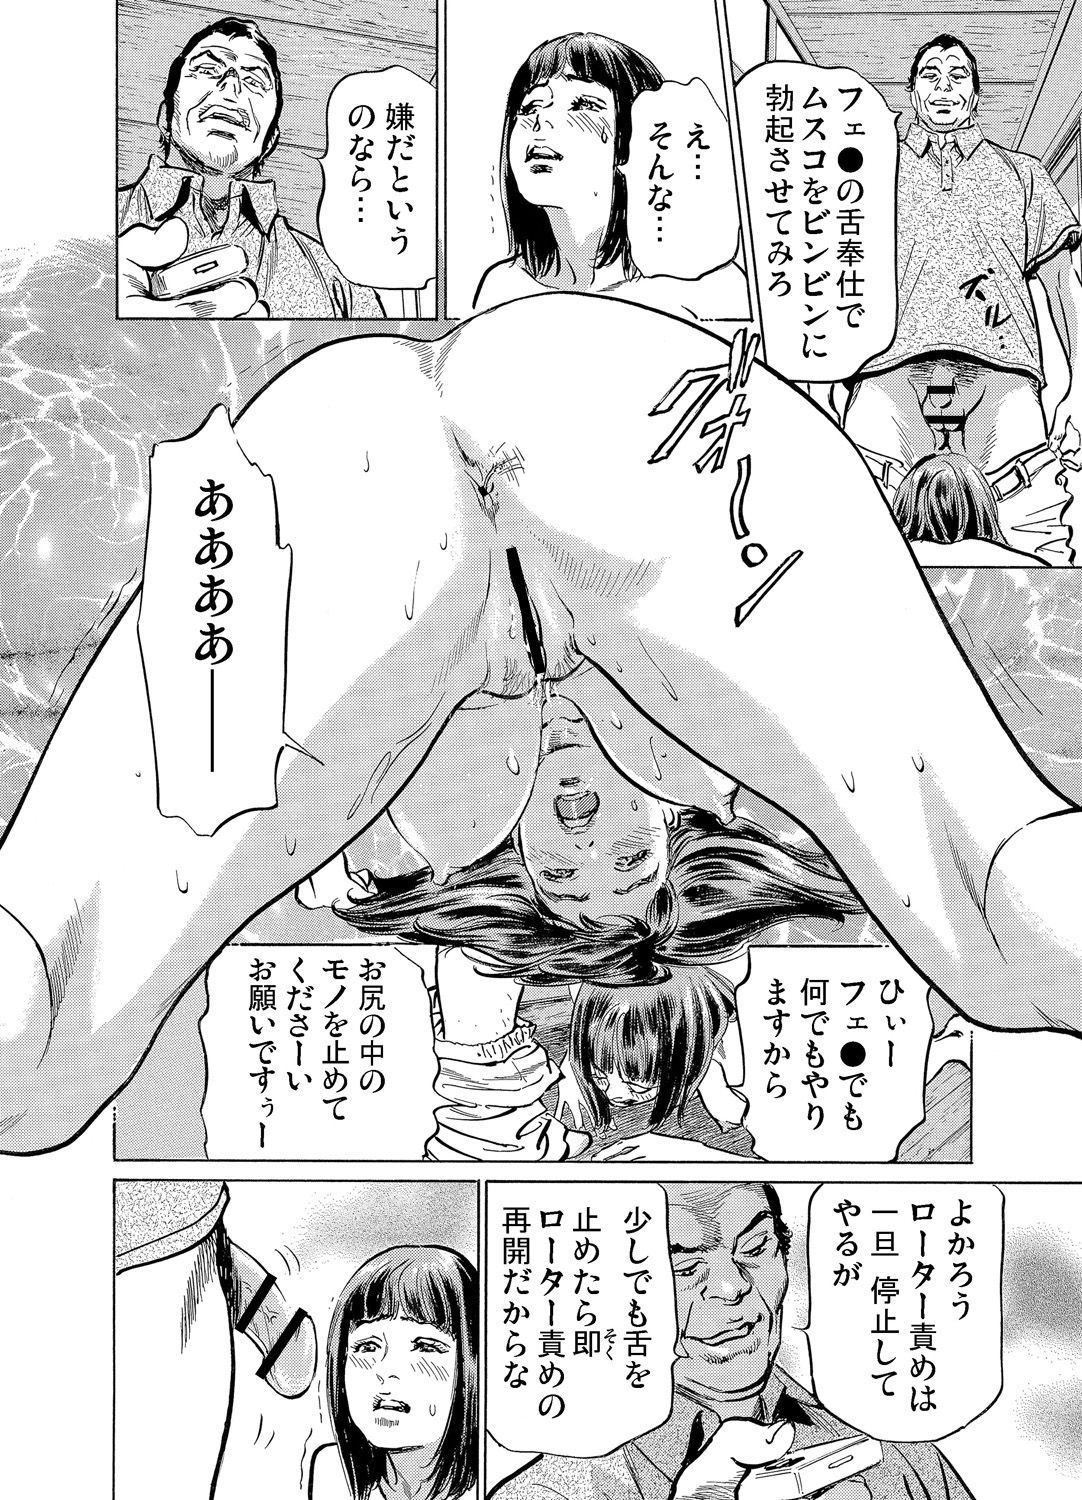 フェ●の舌奉仕で
ムスコをビンビンに
勃起させてみろ
ズル…
え…
そんな…
嫌だという
のなら…
ヴォーン
ああああ――
ひぃー
フェ●でも
何でもやり
ますから
お尻の中の
モノを止めて
くださーい
お願いですぅー
よかろう
ローター責めは
一旦 停止して
やるが
少しでも舌を
止めたら即
そく
ローター責めの
再開だからな